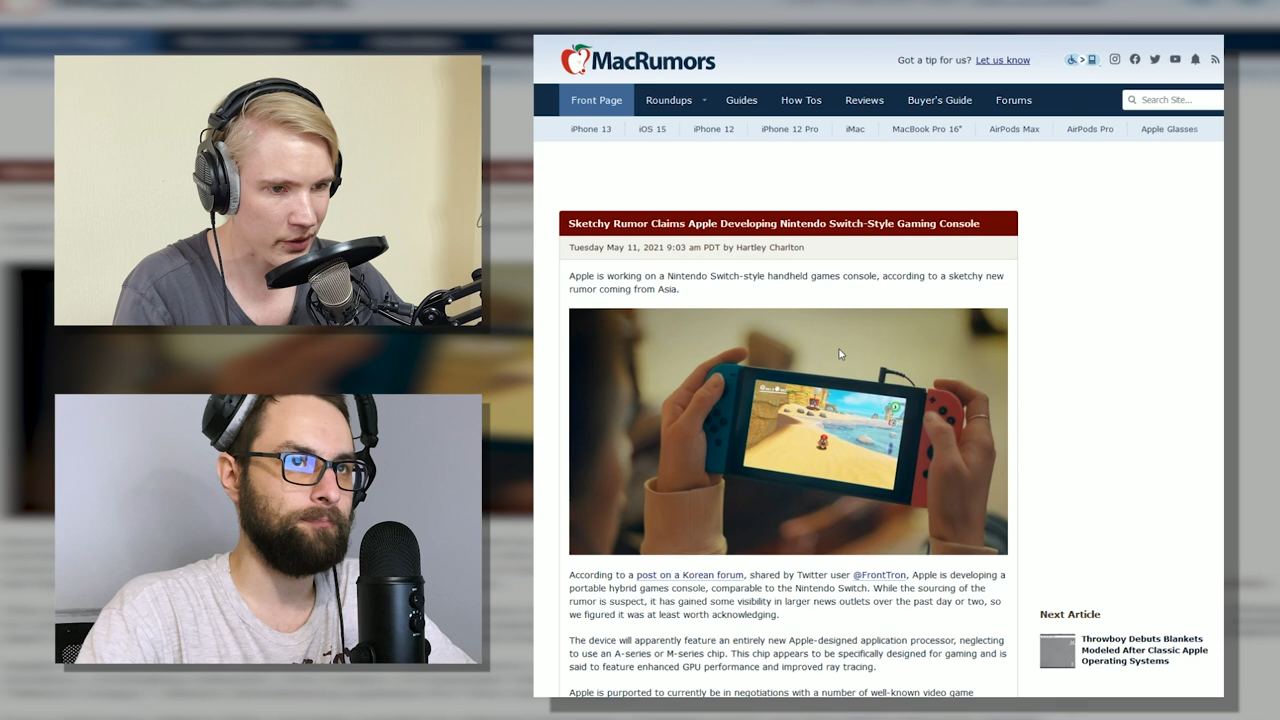 MacRumors
Got a tip for us? Let us know
Front Page Roundups Guides How Tos Reviews Buyer's Guide Forums Search Site...
iPhone 13 iOS 15 iPhone 12 iPhone 12 Pro iMac MacBook Pro 16" AirPods Max AirPods Pro Apple Glasses
Sketchy Rumor Claims Apple Developing Nintendo Switch-Style Gaming Console
Tuesday May 11, 2021 9:03 am PDT by Hartley Charlton
Apple is working on a Nintendo Switch-style handheld games console, according to a sketchy new
rumor coming from Asia.
According to a post on a Korean forum, shared by Twitter user @FrontTron, Apple is developing a
portable hybrid games console, comparable to the Nintendo Switch. While the sourcing of the
rumor is suspect, it has gained some visibility in larger news outlets over the past day or two, so
we figured it was at least worth acknowledging.
The device will apparently feature an entirely new Apple-designed application processor, neglecting
to use an A-series or M-series chip. This chip appears to be specifically designed for gaming and is
said to feature enhanced GPU performance and improved ray tracing.
Apple is purported to currently be in negotiations with a number of well-known video game
Next Article
Throwboy Debuts Blankets
Modeled After Classic Apple
Operating Systems